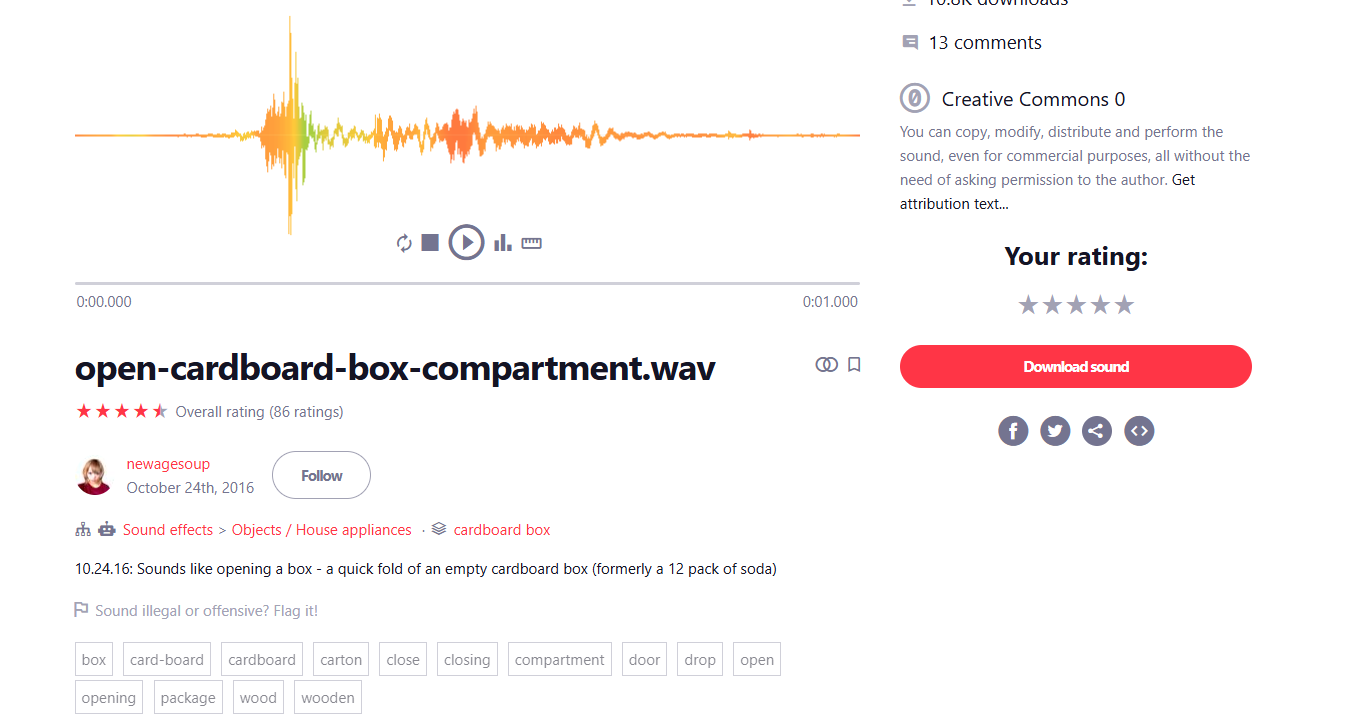 10.8K downloads
13 comments
Creative Commons 0
You can copy, modify, distribute and perform the
sound, even for commercial purposes, all without the
need of asking permission to the author. Get
attribution text...
Your rating:
Download sound
0:00.000 0:01.000
open-cardboard-box-compartment.wav
Overall rating (86 ratings)
newagesoup
October 24th, 2016
Follow
Sound effects > Objects / House appliances · cardboard box
10.24.16: Sounds like opening a box - a quick fold of an empty cardboard box (formerly a 12 pack of soda)
Sound illegal or offensive? Flag it!
box card-board cardboard carton close closing compartment door drop open
opening package wood wooden